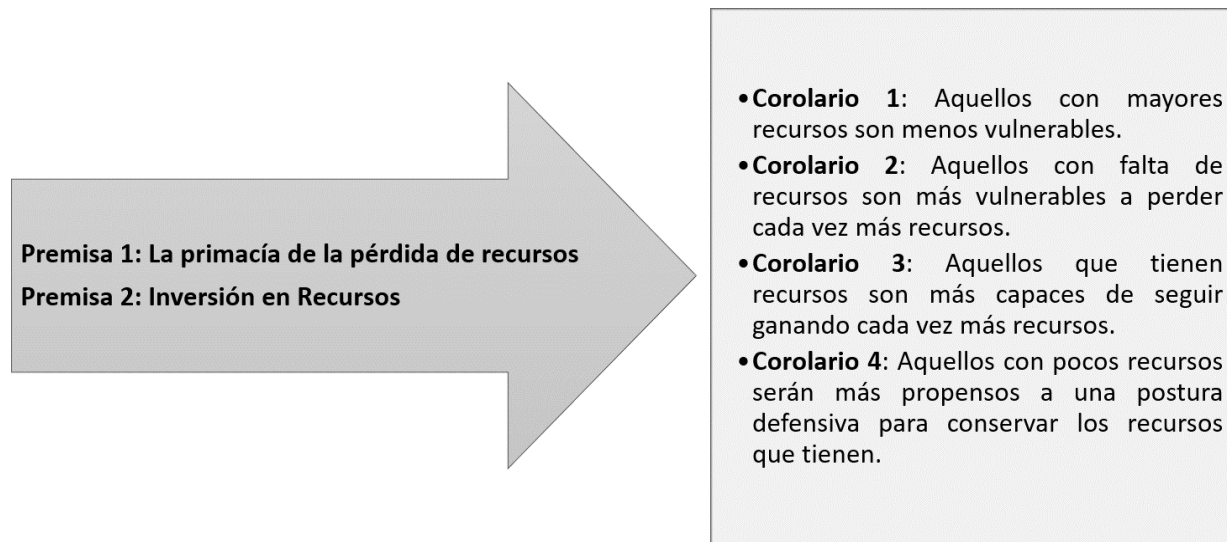 Premisa 1: La primacía de la pérdida de recursos
Premisa 2: Inversión en Recursos
•Corolario 1: Aquellos con mayores
recursos son menos vulnerables.
•Corolario 2: Aquellos con falta de
recursos son más vulnerables a perder
cada vez más recursos.
•Corolario 3: Aquellos que tienen
recursos son más capaces de seguir
ganando cada vez más recursos.
•Corolario 4: Aquellos con pocos recursos
serán más propensos a una postura
defensiva para conservar los recursos
que tienen.